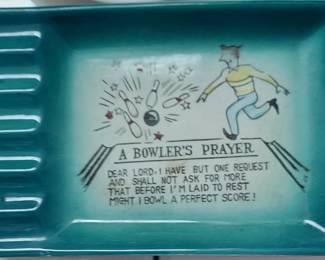 A BOWLER'S PRAYER
DEAR LORD: I HAVE BUT ONE REQUEST
AND SHALL NOT ASK FOR MORE
THAT BEFORE I'M LAID TO REST
MIGHT I BOWL A PERFECT SCORE!